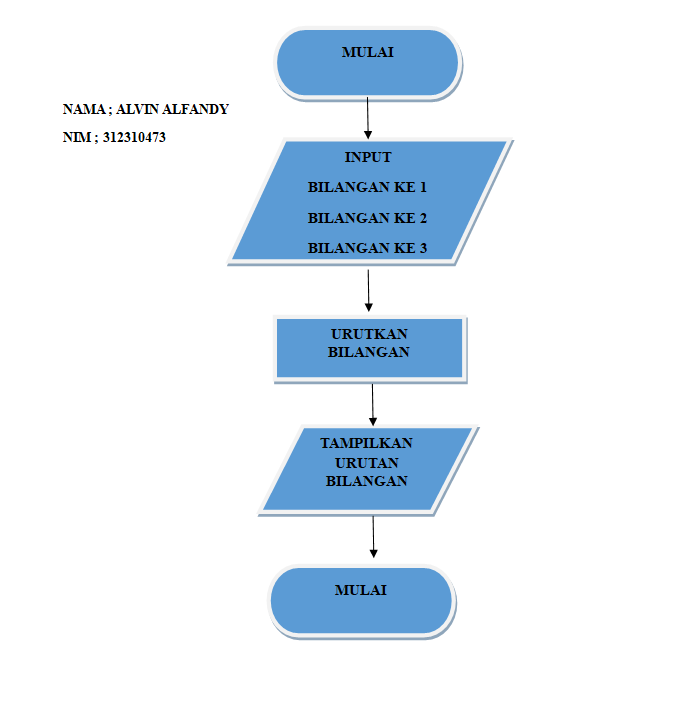 MULAI
NAMA ; ALVIN ALFANDY
NIM ; 312310473
INPUT
BILANGAN KE 1
BILANGAN KE 2
BILANGAN KE 3
URUTKAN
BILANGAN
TAMPILKAN
URUTAN
BILANGAN
MULAI